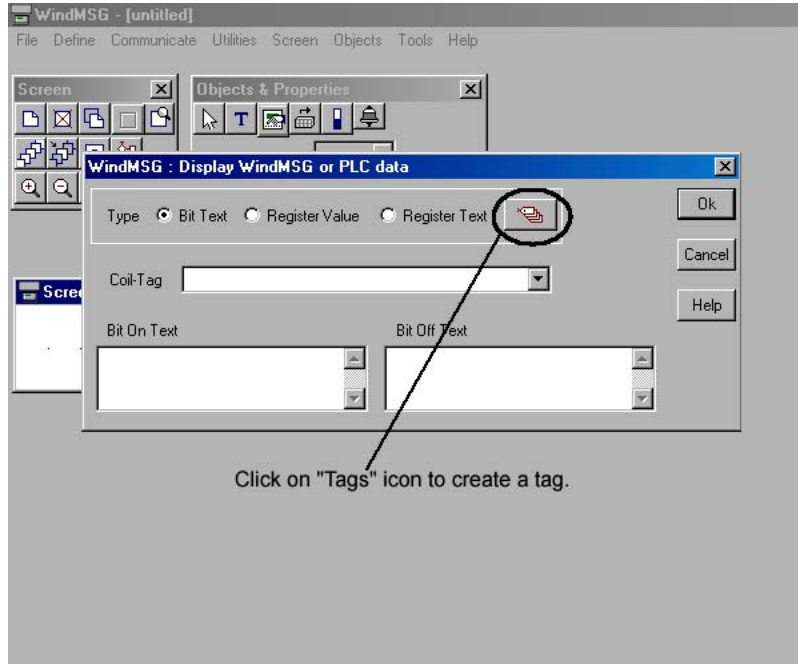 WindMSG - [untitled]
File Define Communicate Utilities Screen Objects Tools Help
Screen
Objects & Properties
T
WindMSG : Display WindMSG or PLC data
Type Bit Text Register Value Register Text
Ok
Cancel
Coil-Tag
Help
Bit On Text Bit Off Text
Click on "Tags" icon to create a tag.